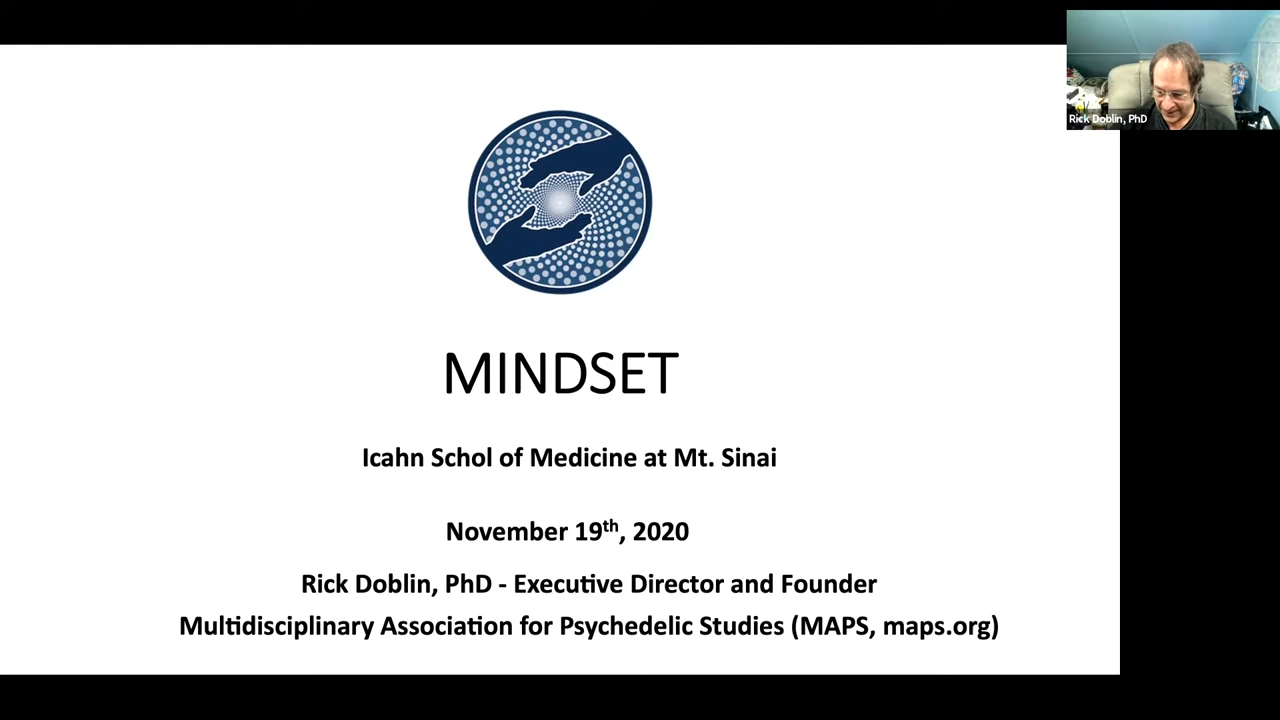 Rick Doblin, PhD
MINDSET
Icahn Schol of Medicine at Mt. Sinai
November 19th, 2020
Rick Doblin, PhD - Executive Director and Founder
Multidisciplinary Association for Psychedelic Studies (MAPS, maps.org)